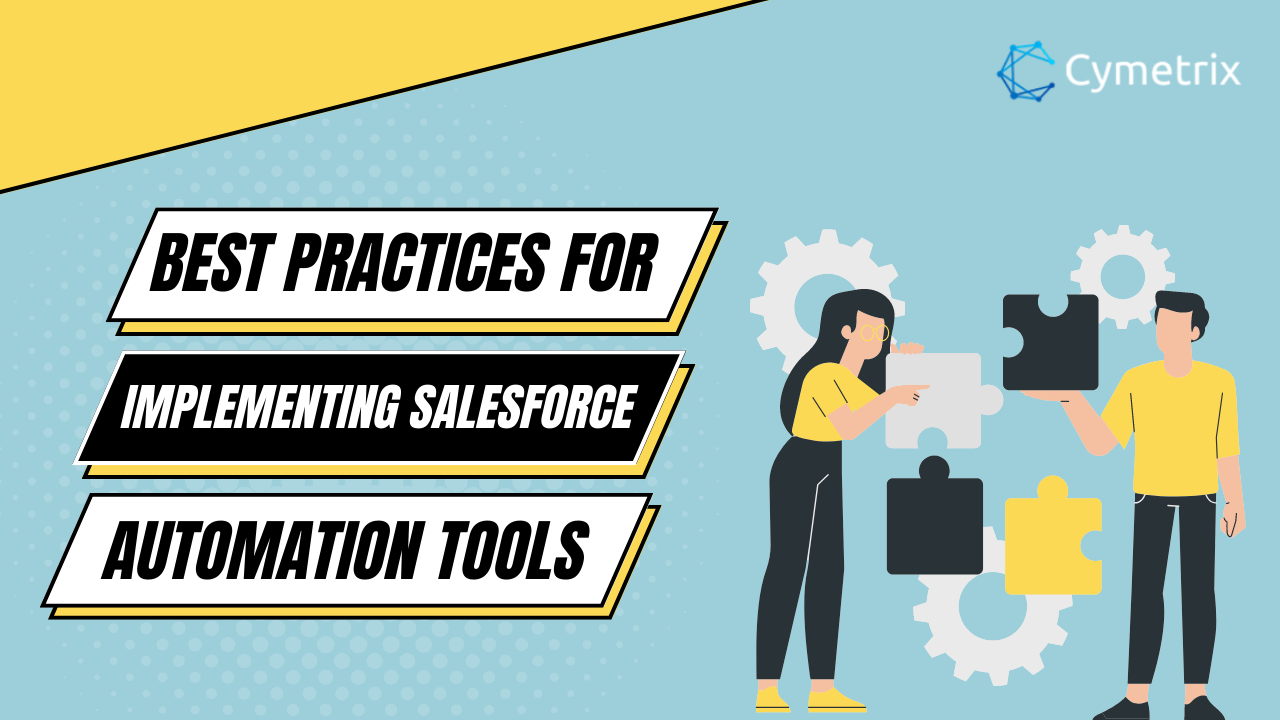 Cymetrix
BEST PRACTICES FOR
IMPLEMENTING SALESFORCE
AUTOMATION TOOLS